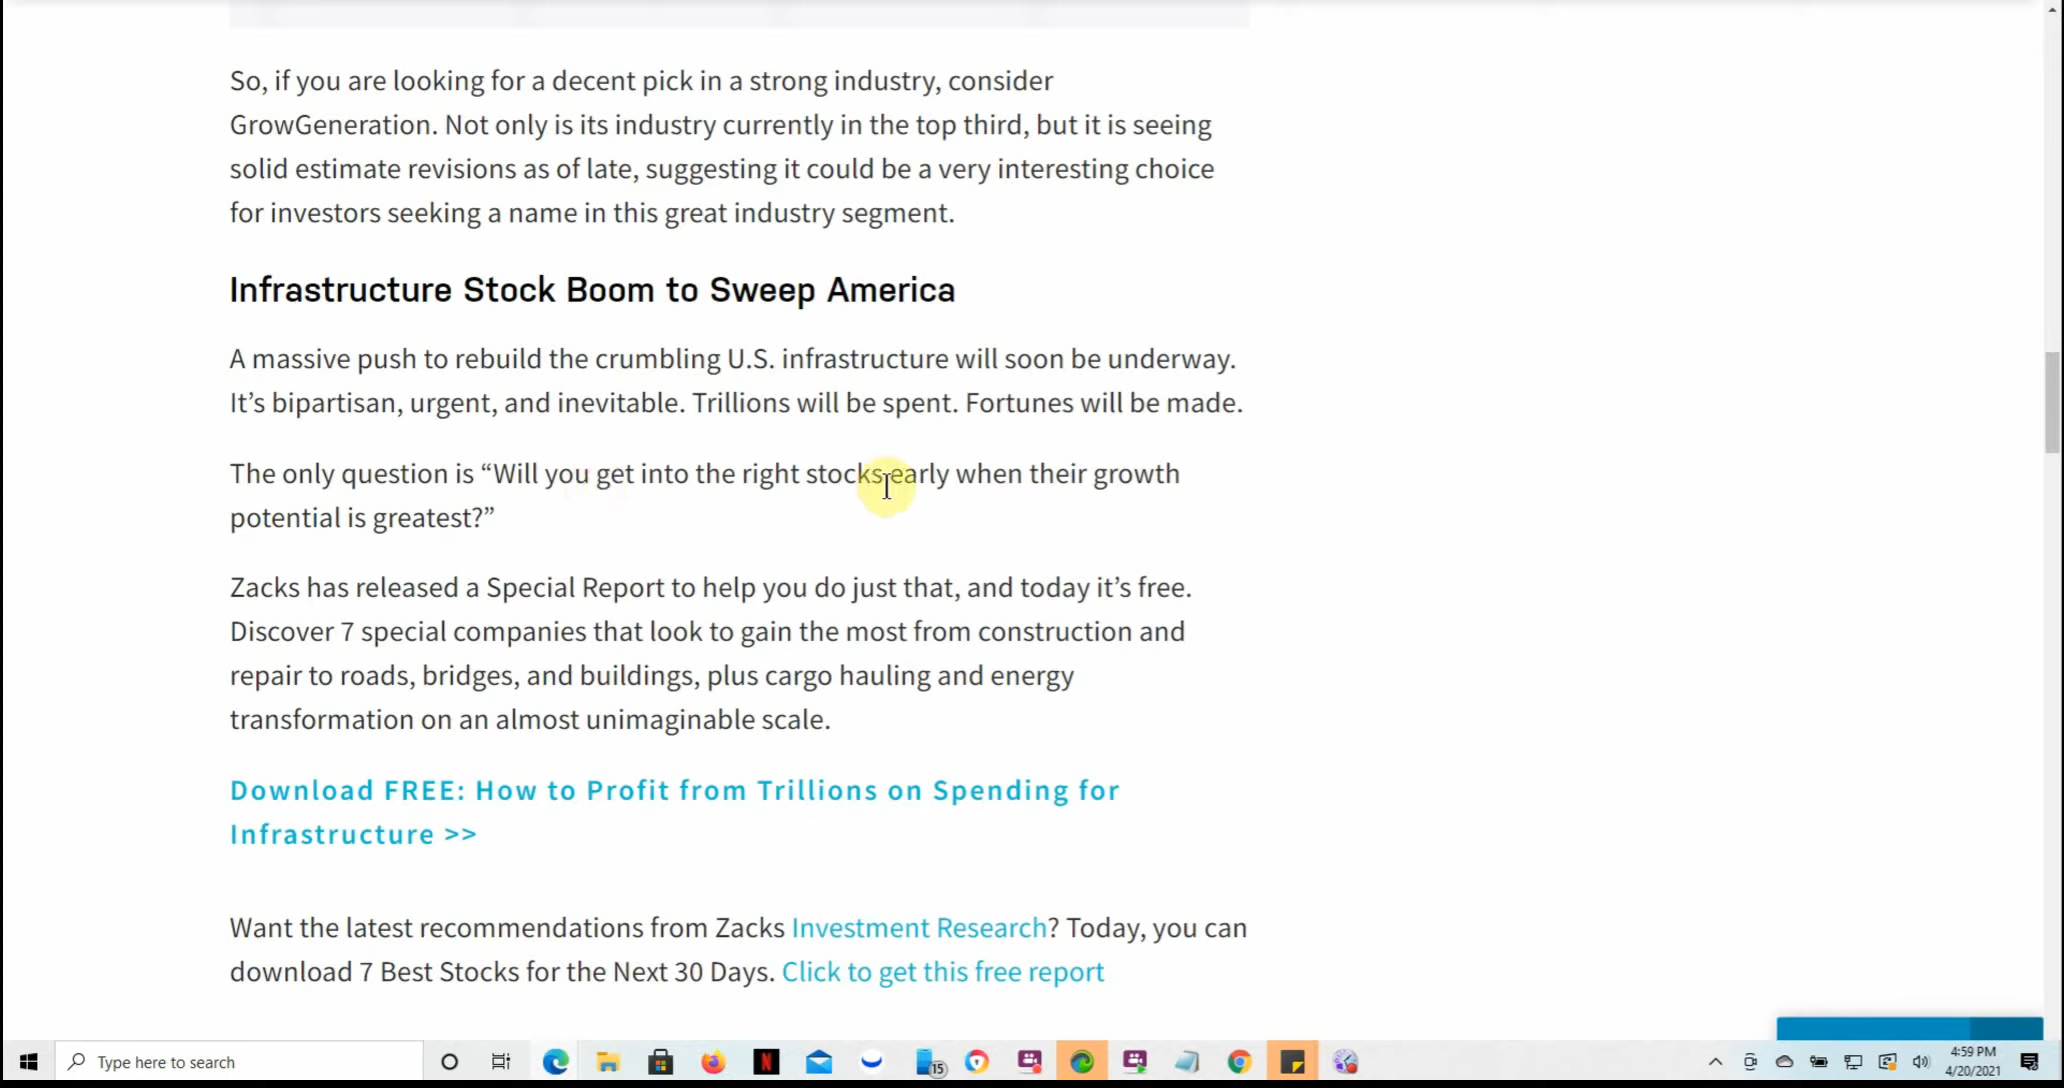 So, if you are looking for a decent pick in a strong industry, consider
GrowGeneration. Not only is its industry currently in the top third, but it is seeing
solid estimate revisions as of late, suggesting it could be a very interesting choice
for investors seeking a name in this great industry segment.
Infrastructure Stock Boom to Sweep America
A massive push to rebuild the crumbling U.S. infrastructure will soon be underway.
It’s bipartisan, urgent, and inevitable. Trillions will be spent. Fortunes will be made.
The only question is “Will you get into the right stocks early when their growth
potential is greatest?”
Zacks has released a Special Report to help you do just that, and today it’s free.
Discover 7 special companies that look to gain the most from construction and
repair to roads, bridges, and buildings, plus cargo hauling and energy
transformation on an almost unimaginable scale.
Download FREE: How to Profit from Trillions on Spending for
Infrastructure >>
Want the latest recommendations from Zacks Investment Research? Today, you can
download 7 Best Stocks for the Next 30 Days. Click to get this free report
Type here to search
N
15
4:59 PM
4/20/2021